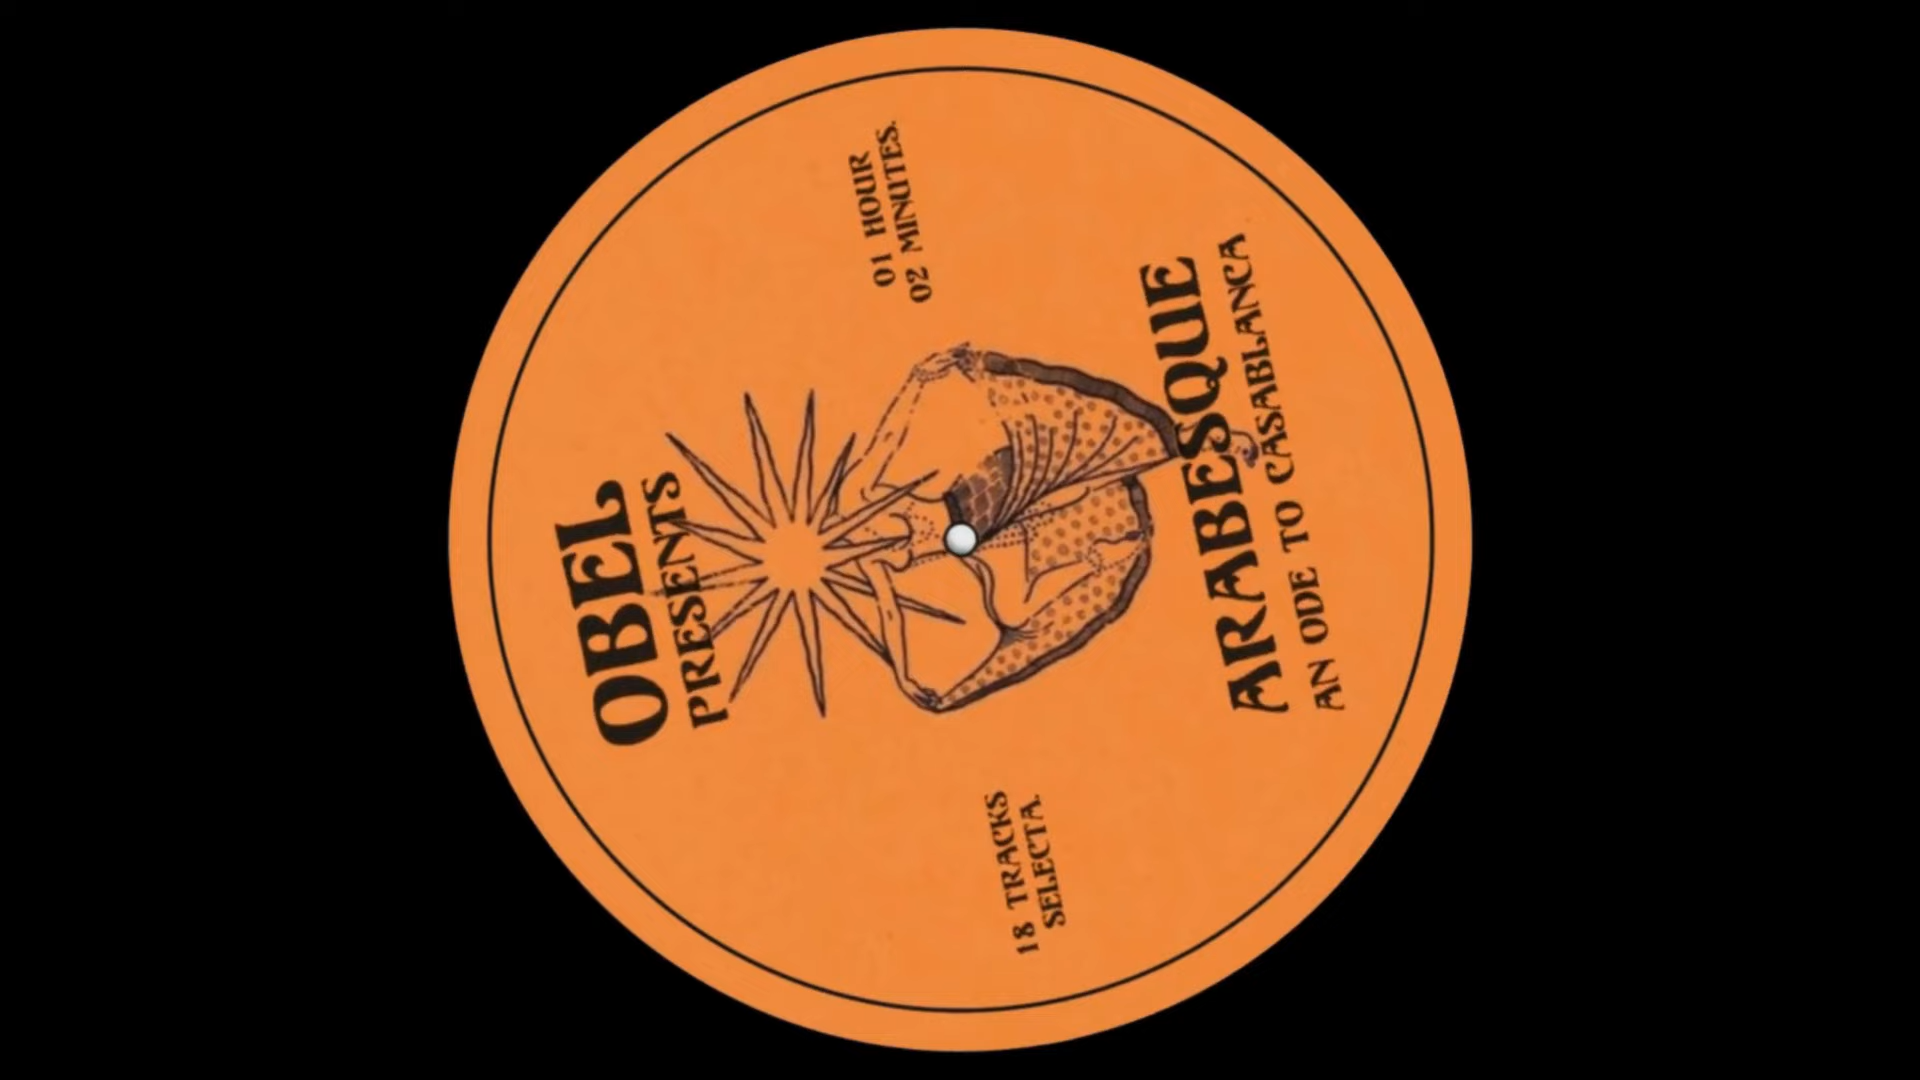 OBEL
PRESENTS
18 TRACKS
SELECTA.
01 HOUR
02 MINUTES.
ARABESQUE
AN ODE TO CASABLANCA